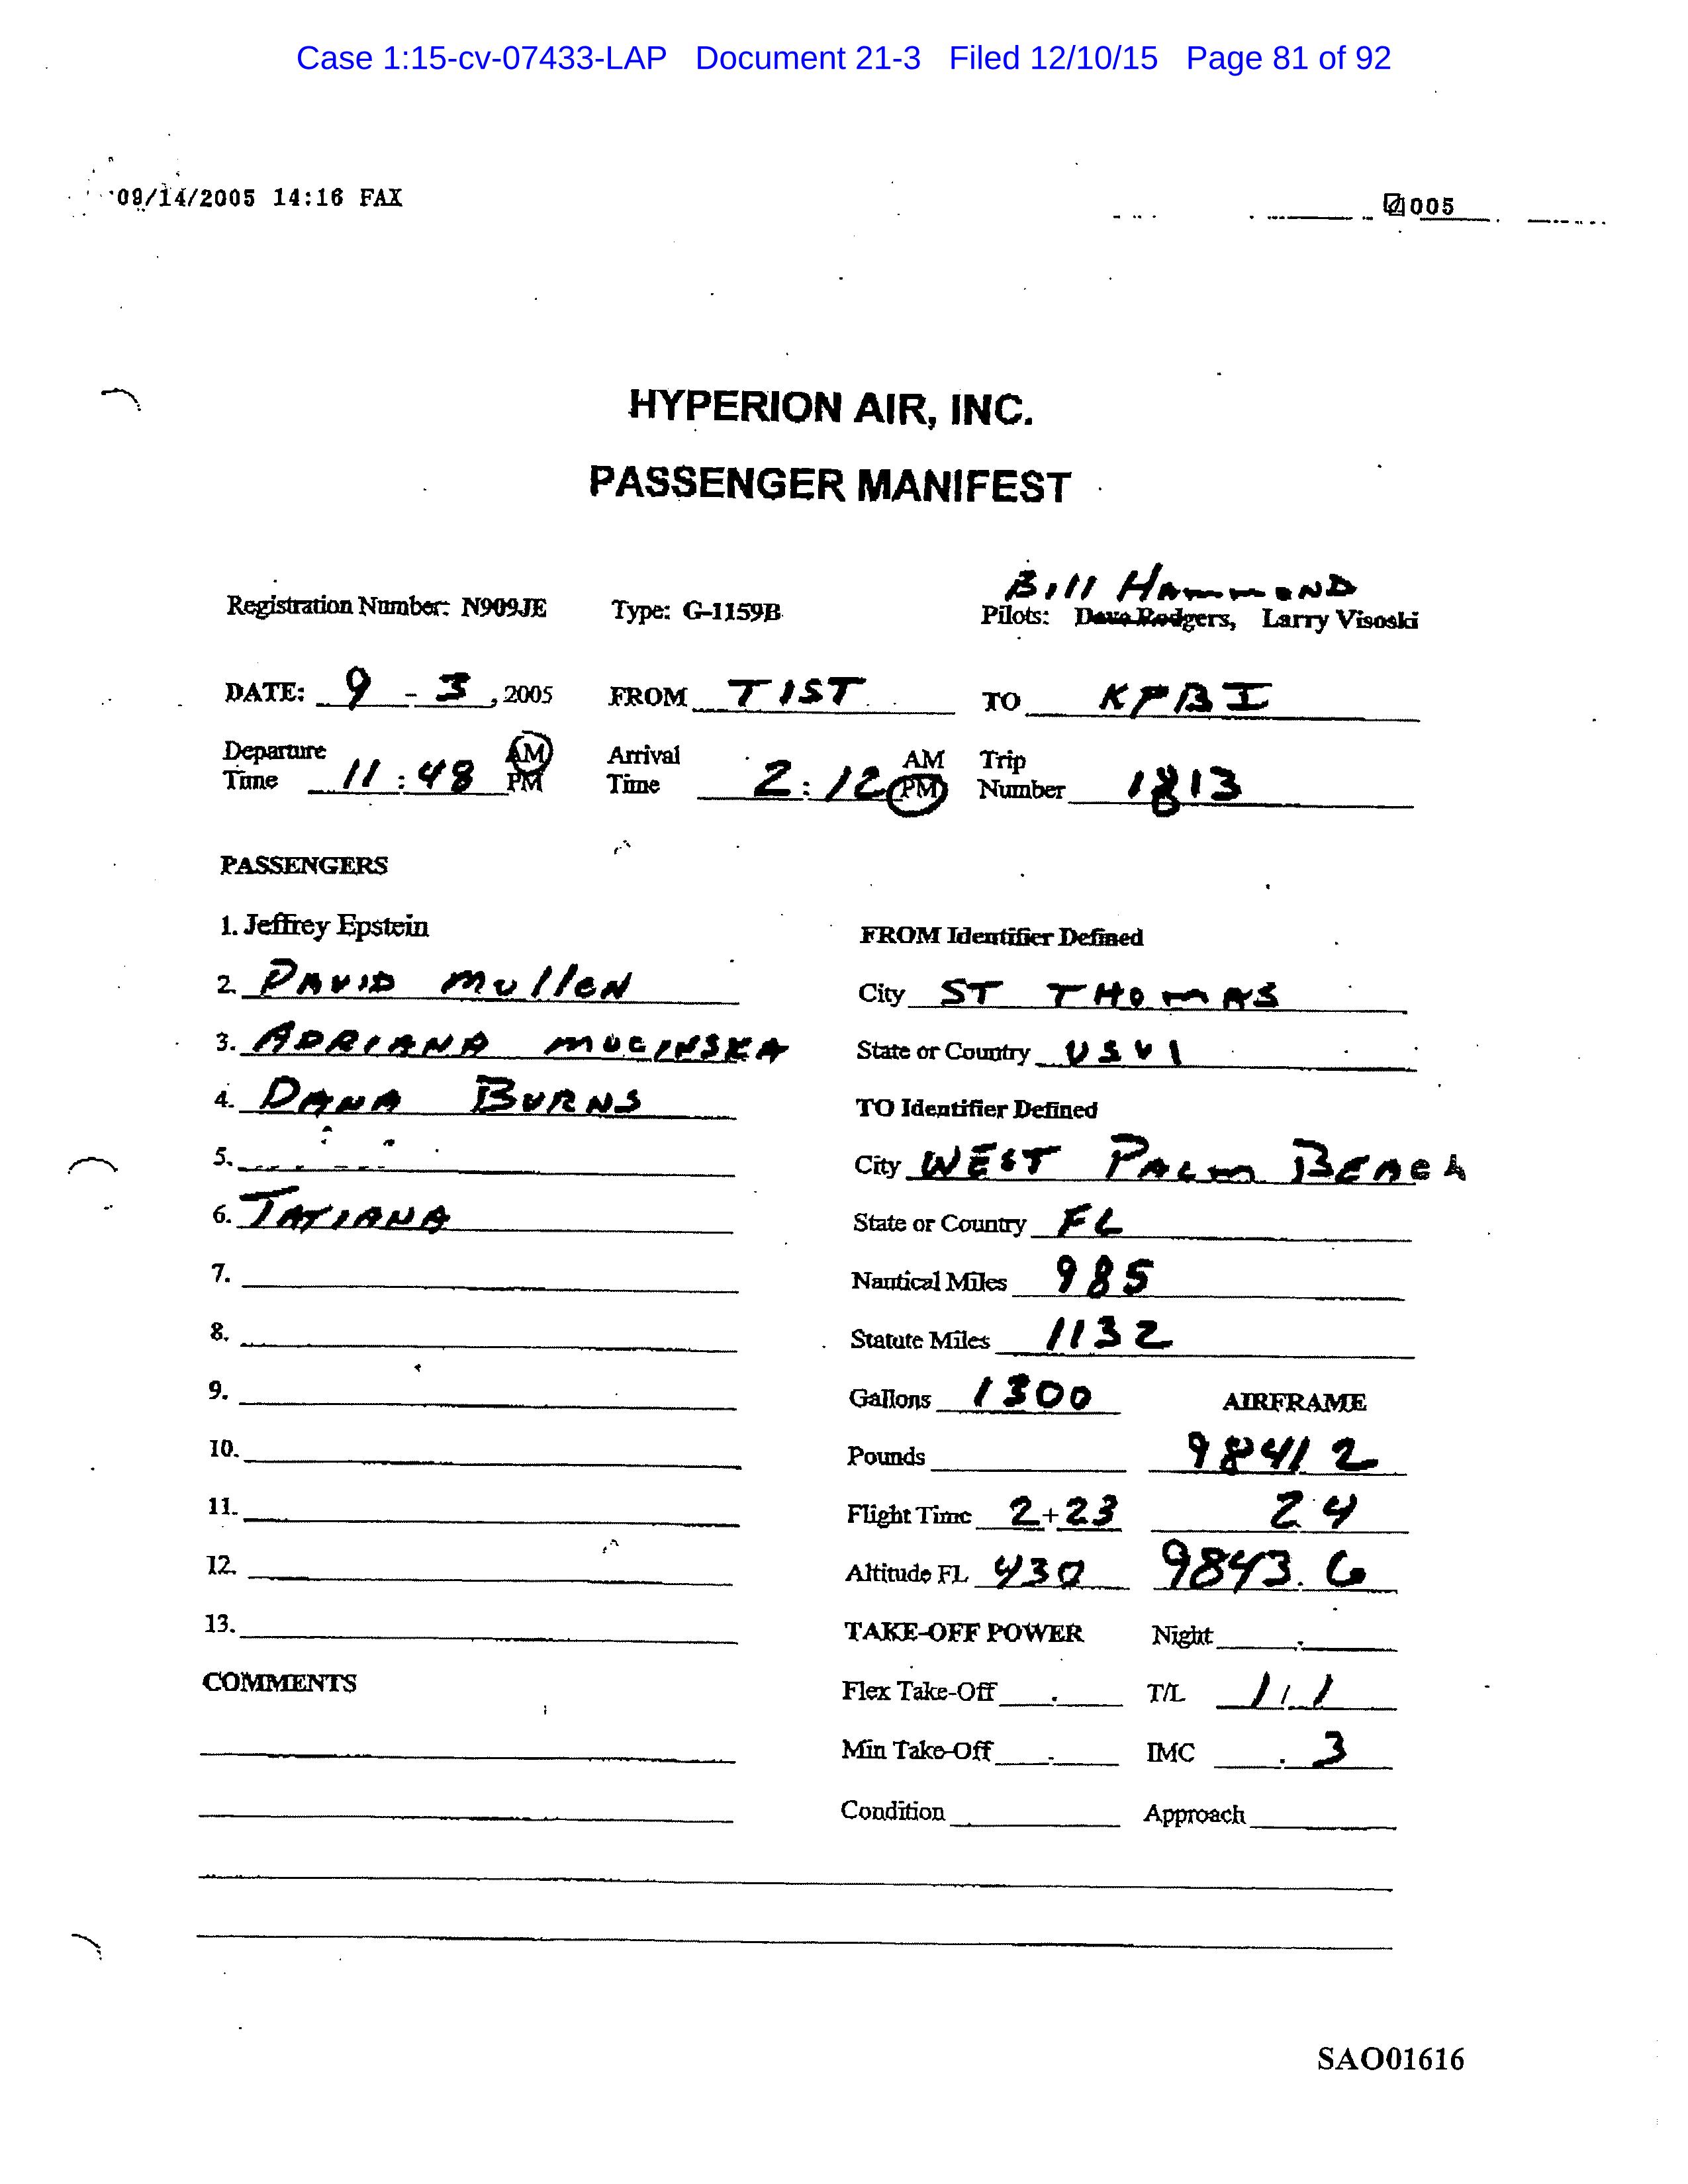 Case 1:15-cv-07433-LAP Document 21-3 Filed 12/10/15 Page 81 of 92
09/14/2005 14:16 FAX 005
HYPERION AIR, INC.
PASSENGER MANIFEST
Bill HammonD
Registration Number: N909JE Type: G-1159B Pilots: Dave Rodgers, Larry Visoski
DATE: 9 - 3, 2005 FROM TIST TO KPBI
Departure Time 11:48 AM PM Arrival Time 2:12 AM PM Trip Number 1813
PASSENGERS
1. Jeffrey Epstein FROM Identifier Defined
2. DAVID MullEN City ST THOMAS
3. ADRIANA MUCINSKA State or Country USVI
4. DANA BURNS TO Identifier Defined
5. City WEST PALM BEACh
6. TATIANA State or Country FL
7. Nautical Miles 985
8. Statute Miles 1132
9. Gallons 1300 AIRFRAME
10. Pounds 9841 2
11. Flight Time 2+23 2 4
12. Altitude FL 430 9843.6
13. TAKE-OFF POWER Night .
COMMENTS Flex Take-Off . T/L 1/1
Min Take-Off . IMC .3
Condition Approach
SAO01616